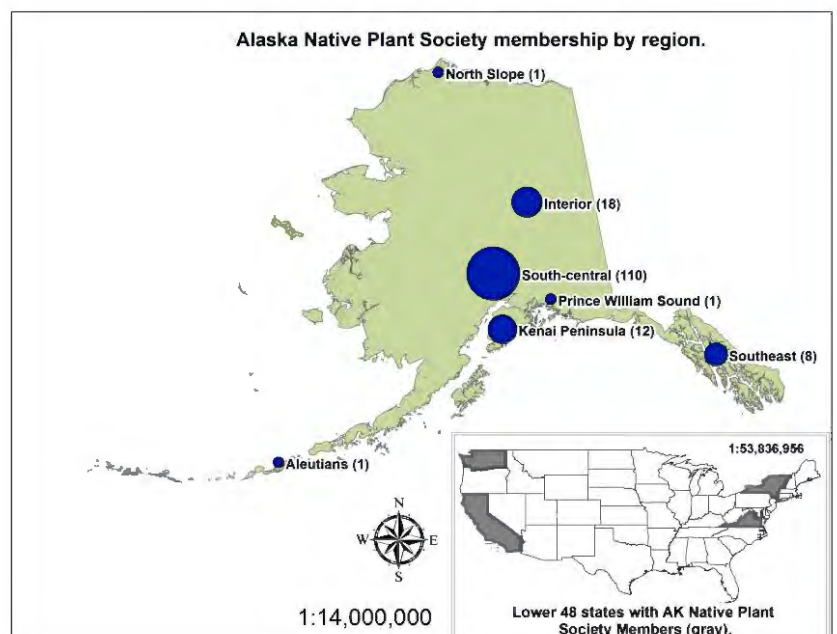 Alaska Native Plant Society membership by region.
North Slope (1)
Interior (18)
South-central (110)
Prince William Sound (1)
Kenai Peninsula (12)
Southeast (8)
Aleutians (1)
N
W E
S
1:14,000,000
1:53,836,956
Lower 48 states with AK Native Plant
Society Members (gray).